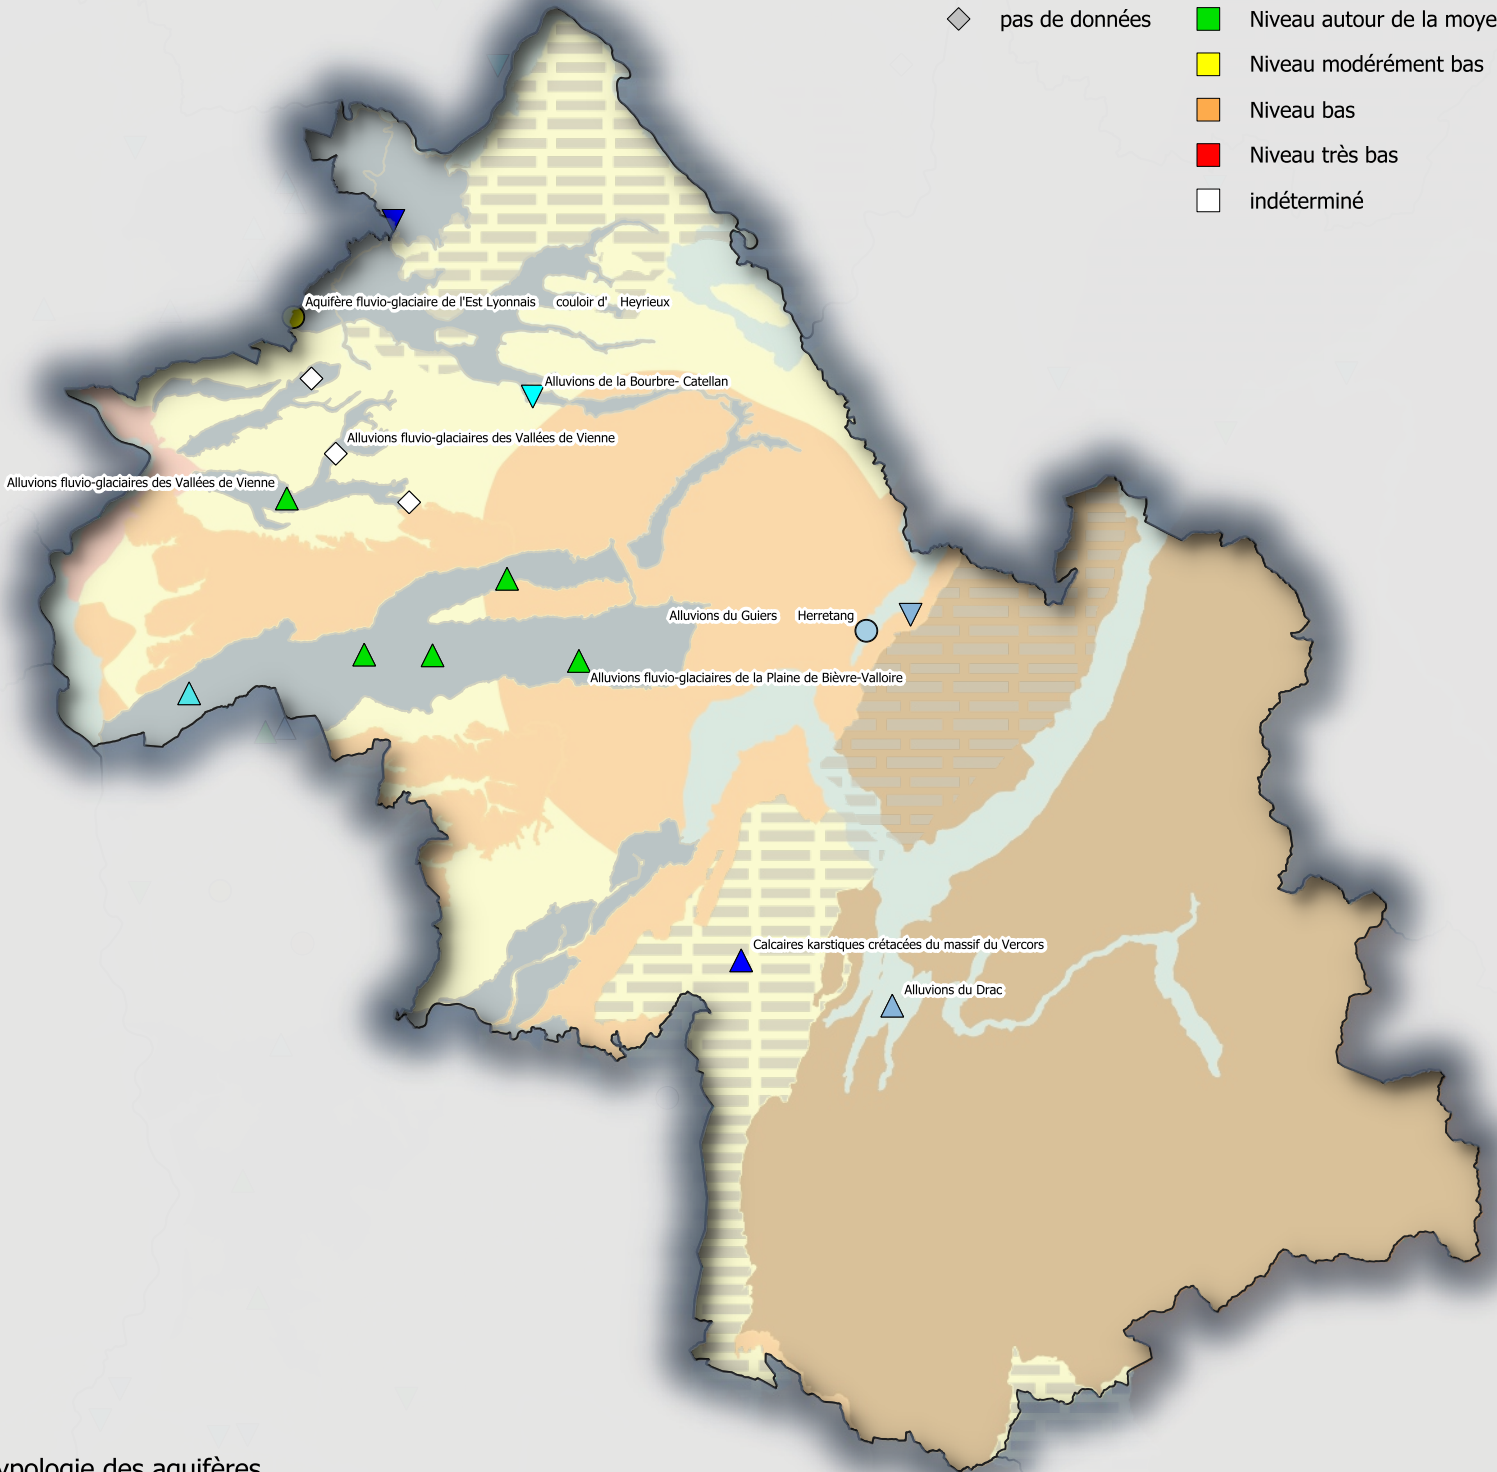 pas de données
Niveau autour de la moye
Niveau modérément bas
Niveau bas
Niveau très bas
indéterminé
Aquifère fluvio-glaciaire de l'Est Lyonnais couloir d' Heyrieux
Alluvions de la Bourbre- Catellan
Alluvions fluvio-glaciaires des Vallées de Vienne
Alluvions fluvio-glaciaires des Vallées de Vienne
Alluvions du Guiers Herretang
Alluvions fluvio-glaciaires de la Plaine de Bièvre-Valloire
Calcaires karstiques crétacées du massif du Vercors
Alluvions du Drac
ypologie des aquifères